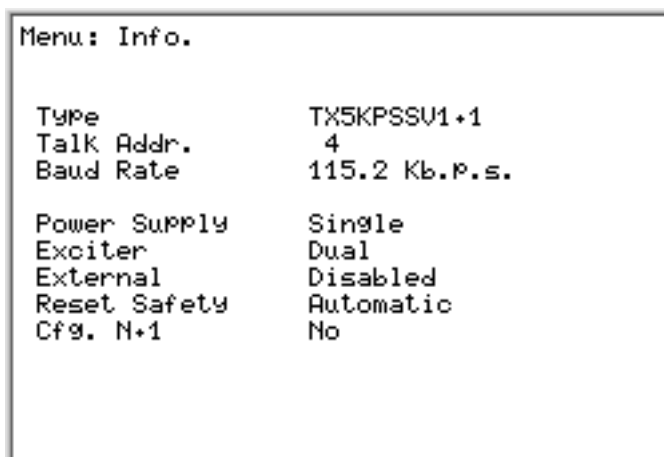 Menu: Info.
Type TX5KPSSV1+1
Talk Addr. 4
Baud Rate 115.2 Kb.p.s.
Power Supply Single
Exciter Dual
External Disabled
Reset Safety Automatic
Cfg. N+1 No